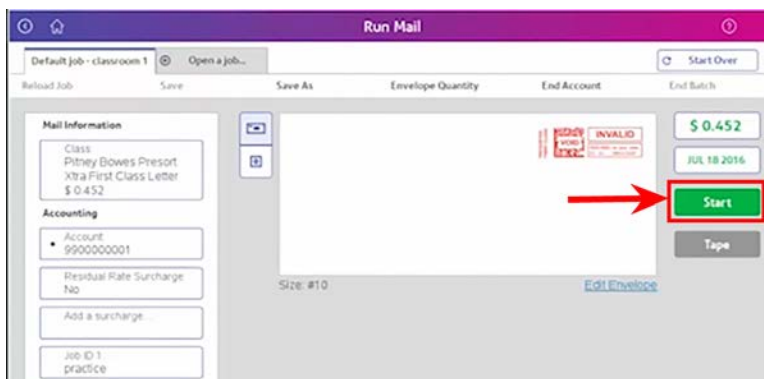 Run Mail
Default job - classroom 1
Open a job...
Start Over
Reload Job
Save
Save As
Envelope Quantity
End Account
End Batch
Mail Information
Class
Pitney Bowes Presort
Xtra First Class Letter
$ 0.452
Accounting
Account
9900000001
Residual Rate Surcharge
No
Add a surcharge...
Job ID 1
practice
VOID
INVALID
Size: #10
Edit Envelope
$ 0.452
JUL 18 2016
Start
Tape